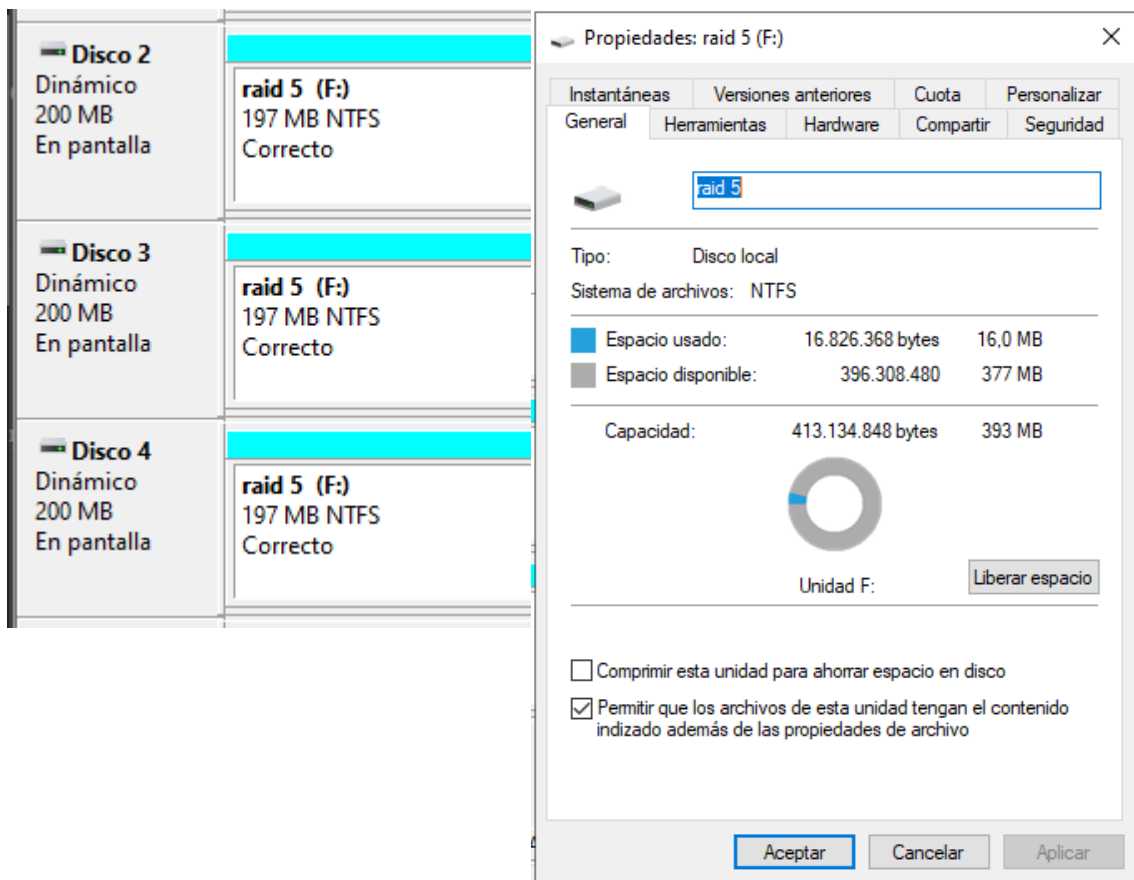 Disco 2
Dinámico
200 MB
En pantalla
raid 5 (F:)
197 MB NTFS
Correcto
Disco 3
Dinámico
200 MB
En pantalla
raid 5 (F:)
197 MB NTFS
Correcto
Disco 4
Dinámico
200 MB
En pantalla
raid 5 (F:)
197 MB NTFS
Correcto
Propiedades: raid 5 (F:)
Instantáneas Versiones anteriores Cuota Personalizar
General Herramientas Hardware Compartir Seguridad
raid 5
Tipo: Disco local
Sistema de archivos: NTFS
Espacio usado: 16.826.368 bytes 16,0 MB
Espacio disponible: 396.308.480 377 MB
Capacidad: 413.134.848 bytes 393 MB
Unidad F:
Liberar espacio
Comprimir esta unidad para ahorrar espacio en disco
Permitir que los archivos de esta unidad tengan el contenido
indizado además de las propiedades de archivo
Aceptar Cancelar Aplicar